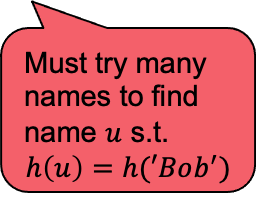 Must try many
names to find
name 𝑢 s.t.
ℎ(𝑢) = ℎ('𝐵𝑜𝑏')